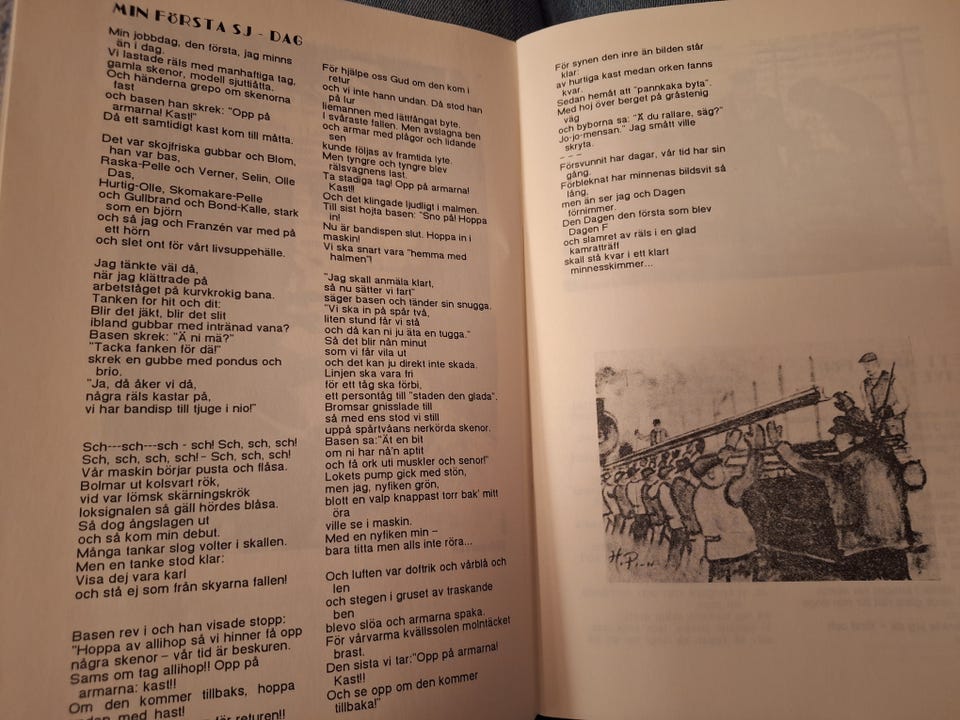 MIN FÖRSTA SJ - DAG
Min jobbdag, den första, jag minns
än i dag.
Vi lastade räls med manhaftiga tag,
gamla skenor, modell sjuttiåtta.
Och händerna grepo om skenorna
fast
och basen han skrek: "Opp på
armarna! Kast!"
Då ett samtidigt kast kom till måtta.
Det var skojfriska gubbar och Blom,
han var bas,
Raska-Pelle och Verner, Selin, Olle
Das,
Hurtig-Olle, Skomakare-Pelle
och Gullbrand och Bond-Kalle, stark
som en björn
och så jag och Franzén var med på
ett hörn
och slet ont för vårt livsuppehälle.
Jag tänkte väl då,
när jag klättrade på
arbetståget på kurvkrokig bana.
Tanken for hit och dit:
Blir det jäkt, blir det slit
ibland gubbar med intränad vana?
Basen skrek: "Ä ni mä?"
"Tacka fanken för dä!"
skrek en gubbe med pondus och
brio.
"Ja, då åker vi då,
några räls kastar på,
vi har bandisp till tjuge i nio!"
Sch---sch---sch - sch! Sch, sch, sch!
Sch, sch, sch, sch! - Sch, sch, sch!
Vår maskin börjar pusta och flåsa.
Bolmar ut kolsvart rök,
vid var lömsk skärningskrök
loksignalen så gäll hördes blåsa.
Så dog ångslagen ut
och så kom min debut.
Många tankar slog volter i skallen.
Men en tanke stod klar:
Visa dej vara karl
och stå ej som från skyarna fallen!
Basen rev i och han visade stopp:
"Hoppa av allihop så vi hinner få opp
några skenor – vår tid är beskuren.
Sams om tag allihop!! Opp på
armarna: kast!!
Om den kommer tillbaks, hoppa
med hast!
för returen!!
För hjälpe oss Gud om den kom i
retur
och vi inte hann undan. Då stod han
på lur
liemannen med lättfångat byte.
I svåraste fallen. Men avslagna ben
och armar med plågor och lidande
sen
kunde följas av framtida lyte.
Men tyngre och tyngre blev
rälsvagnens last.
Ta stadiga tag! Opp på armarna!
Kast!!
Och det klingade ljudligt i malmen.
Till sist hojta basen: "Sno på! Hoppa
in!
Nu är bandispen slut. Hoppa in i
maskin!
Vi ska snart vara "hemma med
halmen"!
"Jag skall anmäla klart,
så nu sätter vi fart"
säger basen och tänder sin snugga.
"Vi ska in på spår två,
liten stund får vi stå
och då kan ni ju äta en tugga."
Så det blir nån minut
som vi får vila ut
och det kan ju direkt inte skada.
Linjen ska vara fri
för ett tåg ska förbi,
ett persontåg till "staden den glada".
Bromsar gnisslade till
så med ens stod vi still
uppå spårtvåans nerkörda skenor.
Basen sa:"Ät en bit
om ni har nå'n aptit
och få ork uti muskler och senor!"
Lokets pump gick med stön,
men jag, nyfiken grön,
blott en valp knappast torr bak' mitt
öra
ville se i maskin.
Med en nyfiken min –
bara titta men alls inte röra...
Och luften var doftrik och vårblå och
len
och stegen i gruset av traskande
ben
blevo slöa och armarna spaka.
För vårvarma kvällssolen molntäcket
brast.
Den sista vi tar:"Opp på armarna!
Kast!!
Och se opp om den kommer
tillbaka!"
För synen den inre än bilden står
klar:
av hurtiga kast medan orken fanns
kvar.
Sedan hemåt att "pannkaka byta".
Med hoj över berget på gråstenig
väg
och byborna sa: "Ä du rallare, säg?"
Jo-jo-mensan." Jag smått ville
skryta.
– – –
Försvunnit har dagar, vår tid har sin
gång.
Förbleknat har minnenas bildsvit så
lång,
men än ser jag och Dagen
förnimmer.
Den Dagen den första som blev
Dagen F
och slamret av räls i en glad
kamratträff
skall stå kvar i ett klart
minnesskimmer...